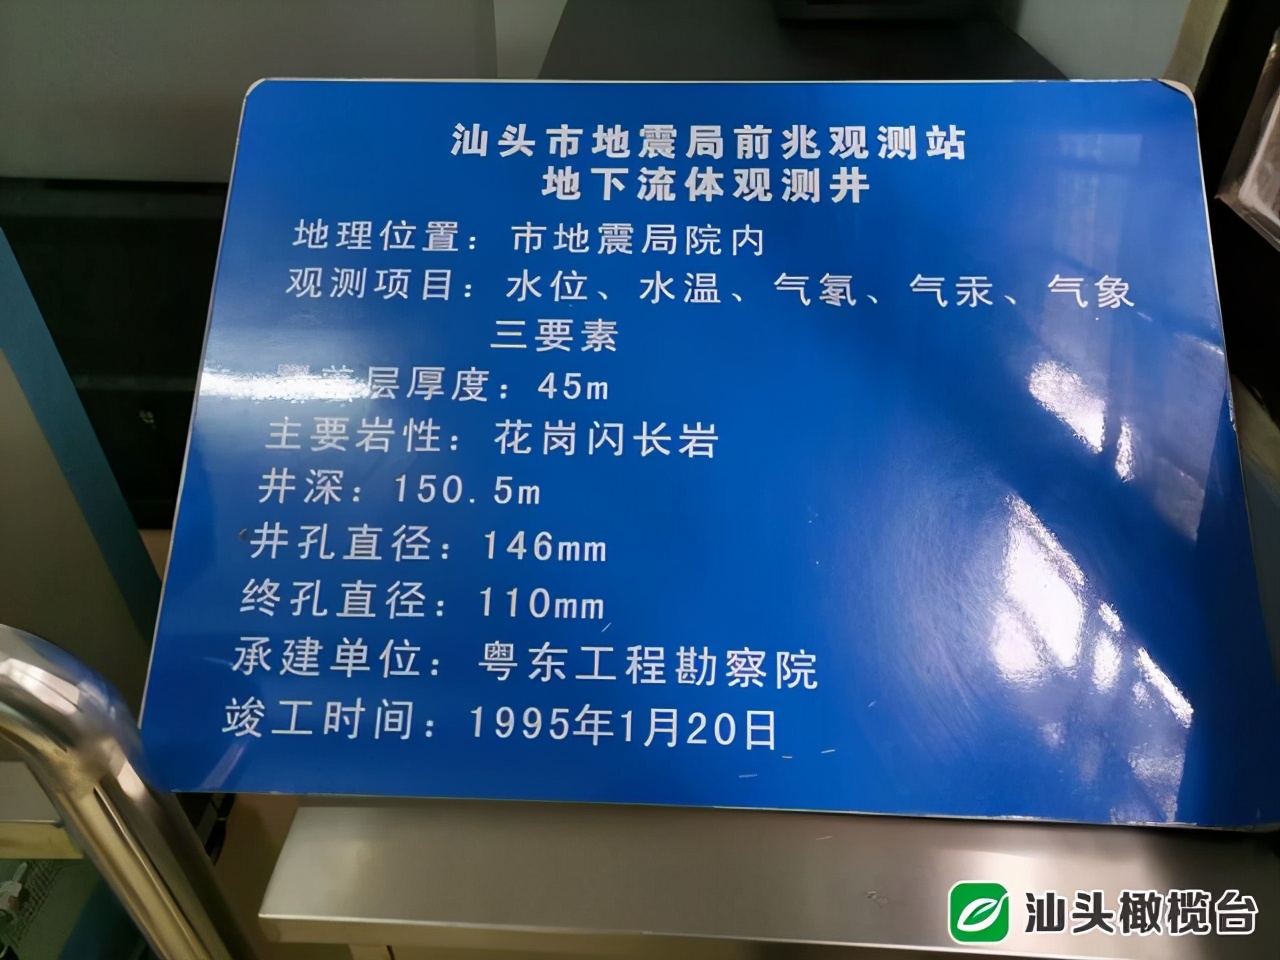 汕头市地震局前兆观测站
地下流体观测井
地理位置：市地震局院内
观测项目：水位、水温、气氡、气汞、气象
三要素
覆盖层厚度：45m
主要岩性：花岗闪长岩
井深：150.5m
井孔直径：146mm
终孔直径：110mm
承建单位：粤东工程勘察院
竣工时间：1995年1月20日
汕头橄榄台